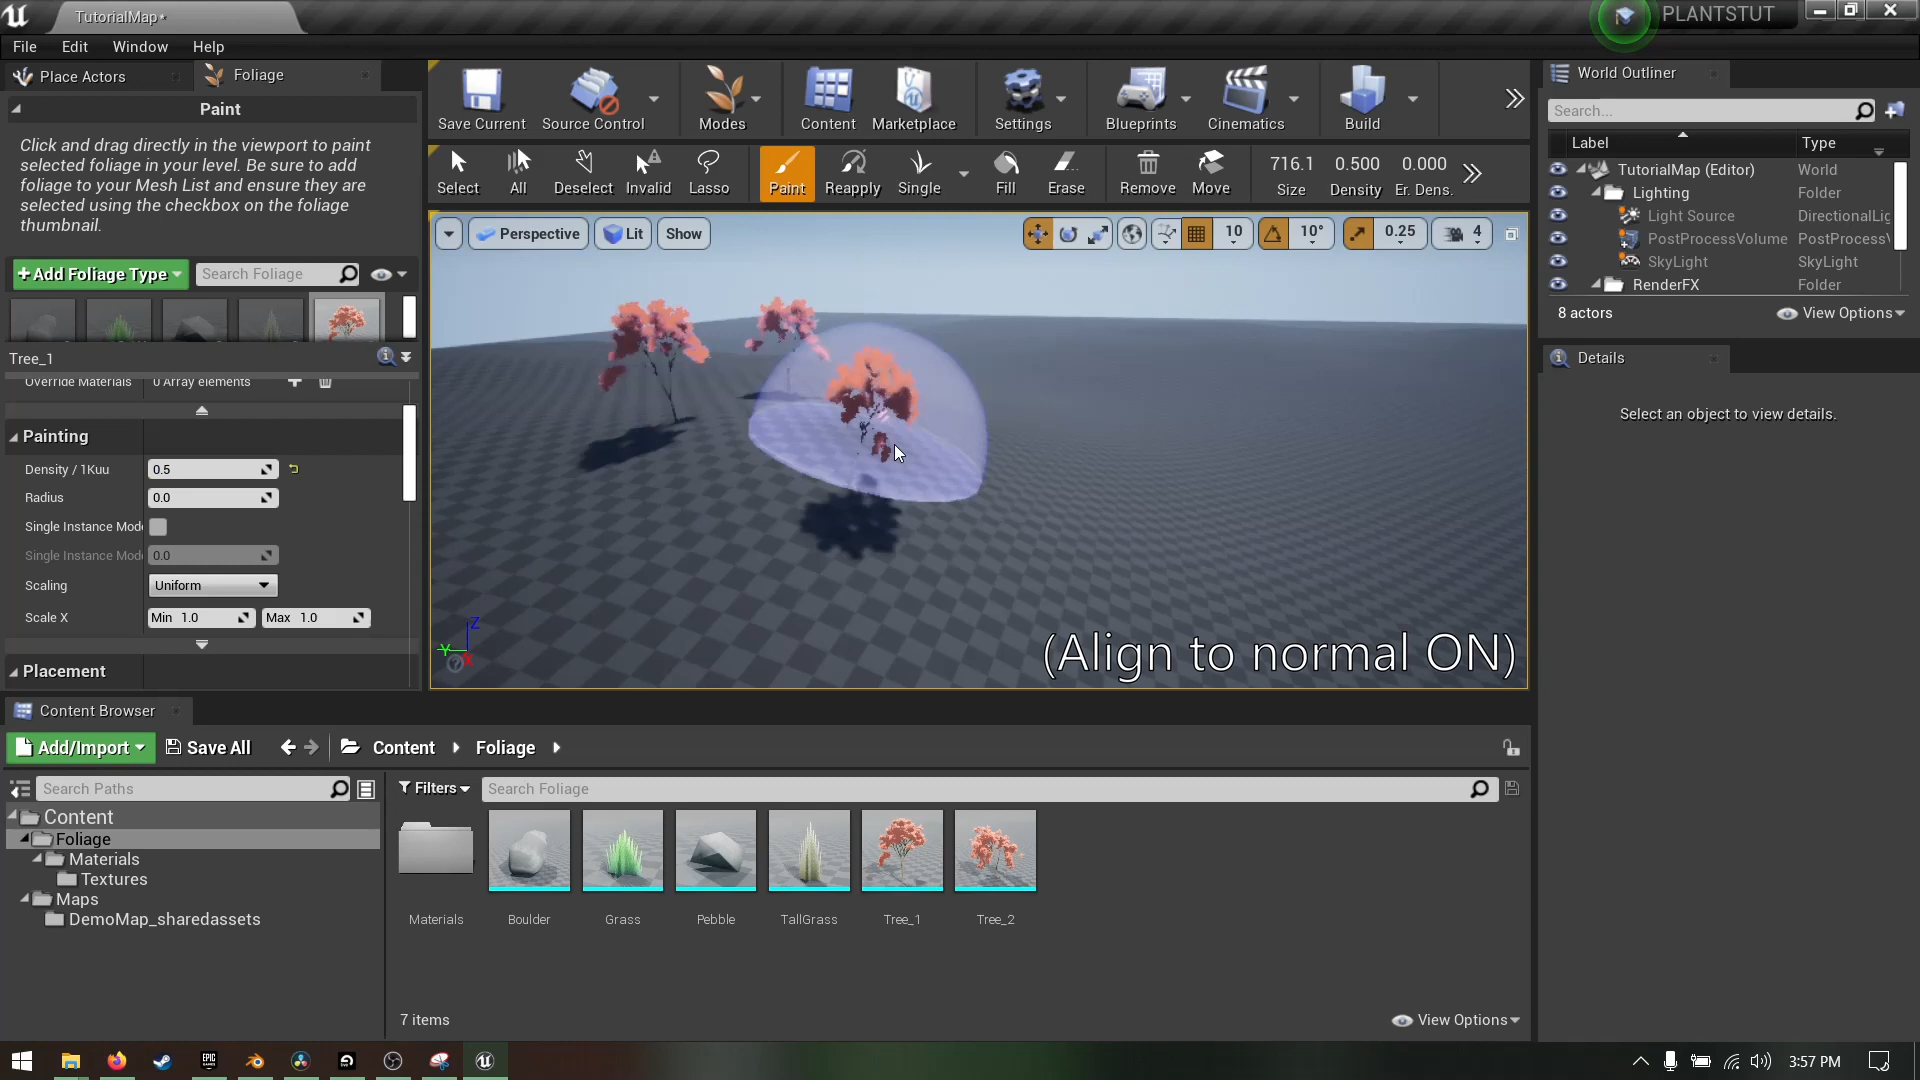 TutorialMap*
PLANTSTUT
File Edit Window Help
Place Actors
Foliage
Paint
Click and drag directly in the viewport to paint
selected foliage in your level. Be sure to add
foliage to your Mesh List and ensure they are
selected using the checkbox on the foliage
thumbnail.
+Add Foliage Type
Search Foliage
Tree_1
Override Materials 0 Array elements
Painting
Density / 1Kuu 0.5
Radius 0.0
Single Instance Mod
Single Instance Mod 0.0
Scaling Uniform
Scale X Min 1.0 Max 1.0
Placement
Save Current Source Control Modes Content Marketplace Settings Blueprints Cinematics Build
Select All Deselect Invalid Lasso Paint Reapply Single Fill Erase Remove Move
716.1 0.500 0.000
Size Density Er. Dens.
Perspective Lit Show 10 10° 0.25 4
Z
Y
X
(Align to normal ON)
World Outliner
Search...
Label Type
TutorialMap (Editor) World
Lighting Folder
Light Source DirectionalLig
PostProcessVolume PostProcessV
SkyLight SkyLight
RenderFX Folder
8 actors View Options
Details
Select an object to view details.
Content Browser
Add/Import Save All Content Foliage
Search Paths
Filters Search Foliage
Content
Foliage
Materials
Textures
Maps
DemoMap_sharedassets
Materials Boulder Grass Pebble TallGrass Tree_1 Tree_2
7 items View Options
EPIC GAMES
3:57 PM